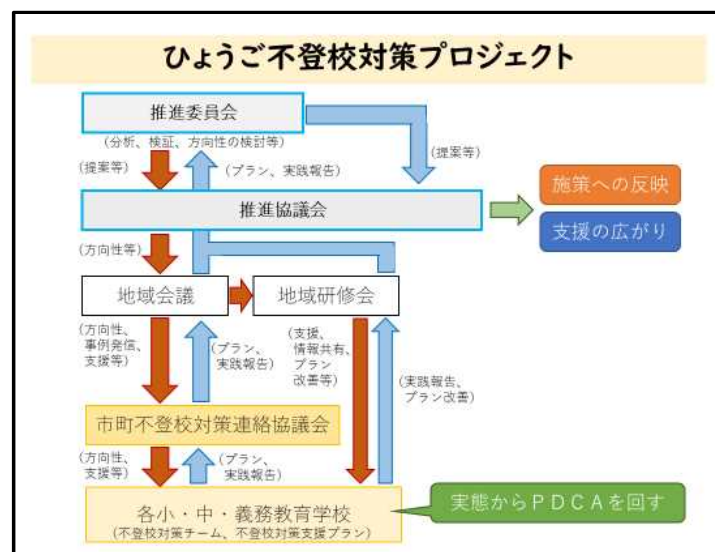 ひょうご不登校対策プロジェクト
推進委員会
(分析、検証、方向性の検討等)
(提案等)
(プラン、実践報告)
(提案等)
推進協議会
施策への反映
支援の広がり
(方向性等)
地域会議
地域研修会
(方向性、
事例発信、
支援等)
(プラン、
実践報告)
(支援、
情報共有、
プラン
改善等)
(実践報告、
プラン改善)
市町不登校対策連絡協議会
(方向性、
支援等)
(プラン、
実践報告)
各小・中・義務教育学校
(不登校対策チーム、不登校対策支援プラン)
実態からPDCAを回す